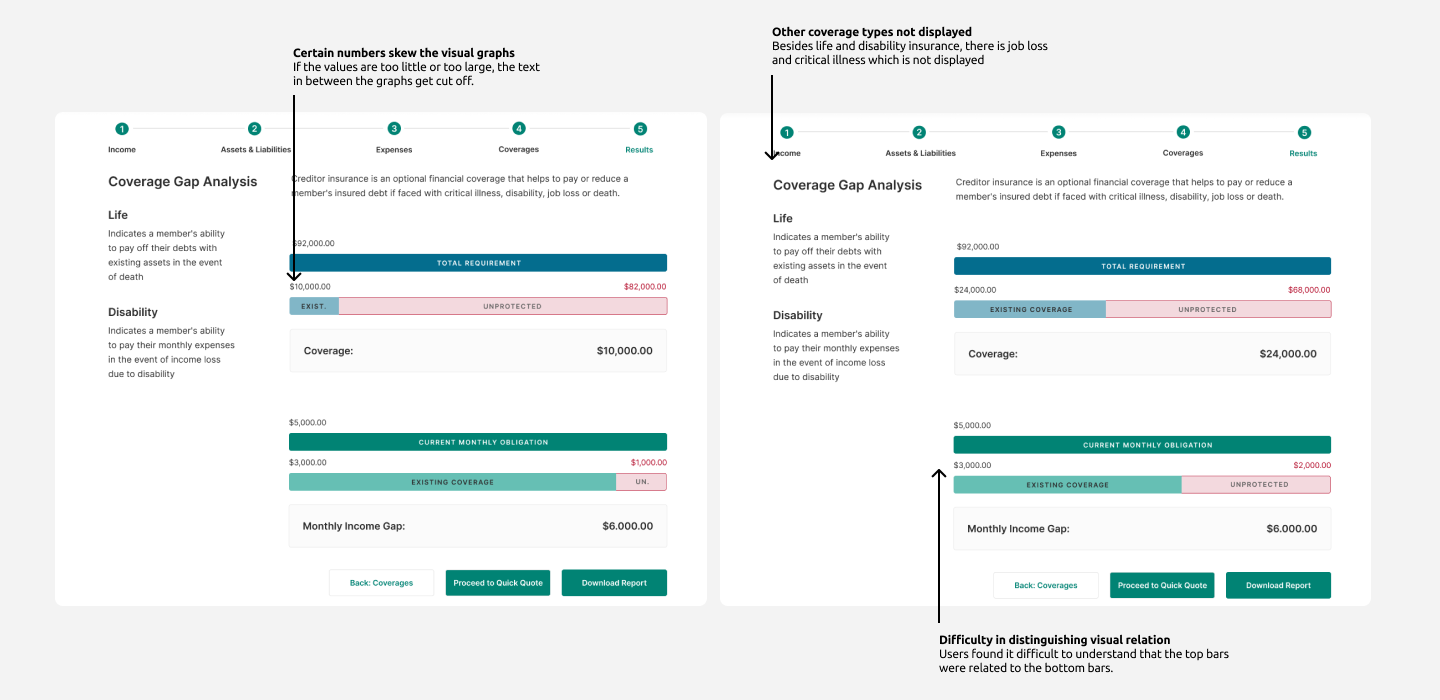 Certain numbers skew the visual graphs
If the values are too little or too large, the text
in between the graphs get cut off.
Other coverage types not displayed
Besides life and disability insurance, there is job loss
and critical illness which is not displayed
1 2 3 4 5
Income Assets & Liabilities Expenses Coverages Results
Coverage Gap Analysis
Creditor insurance is an optional financial coverage that helps to pay or reduce a
member's insured debt if faced with critical illness, disability, job loss or death.
Life
Indicates a member's ability
to pay off their debts with
existing assets in the event
of death
Disability
Indicates a member's ability
to pay their monthly expenses
in the event of income loss
due to disability
$92,000.00
TOTAL REQUIREMENT
$10,000.00 $82,000.00
EXIST. UNPROTECTED
Coverage: $10,000.00
$5,000.00
CURRENT MONTHLY OBLIGATION
$3,000.00 $1,000.00
EXISTING COVERAGE UN.
Monthly Income Gap: $6.000.00
Back: Coverages Proceed to Quick Quote Download Report
1 2 3 4 5
Income Assets & Liabilities Expenses Coverages Results
Coverage Gap Analysis
Creditor insurance is an optional financial coverage that helps to pay or reduce a
member's insured debt if faced with critical illness, disability, job loss or death.
Life
Indicates a member's ability
to pay off their debts with
existing assets in the event
of death
Disability
Indicates a member's ability
to pay their monthly expenses
in the event of income loss
due to disability
$92,000.00
TOTAL REQUIREMENT
$24,000.00 $68,000.00
EXISTING COVERAGE UNPROTECTED
Coverage: $24,000.00
$5,000.00
CURRENT MONTHLY OBLIGATION
$3,000.00 $2,000.00
EXISTING COVERAGE UNPROTECTED
Monthly Income Gap: $6.000.00
Back: Coverages Proceed to Quick Quote Download Report
Difficulty in distinguishing visual relation
Users found it difficult to understand that the top bars
were related to the bottom bars.